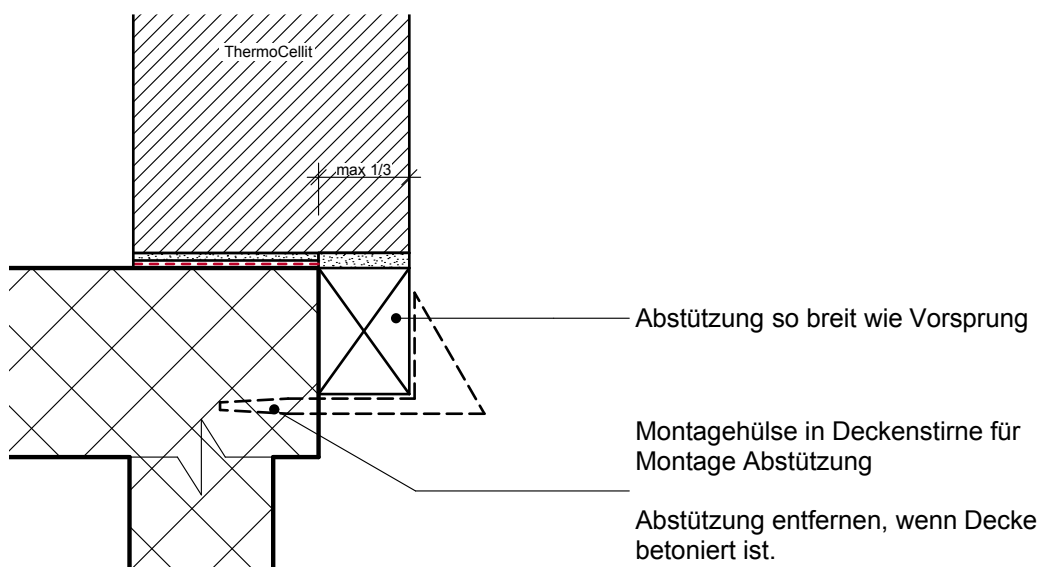 ThermoCellit
max 1/3
Abstützung so breit wie Vorsprung
Montagehülse in Deckenstirne für
Montage Abstützung
Abstützung entfernen, wenn Decke
betoniert ist.